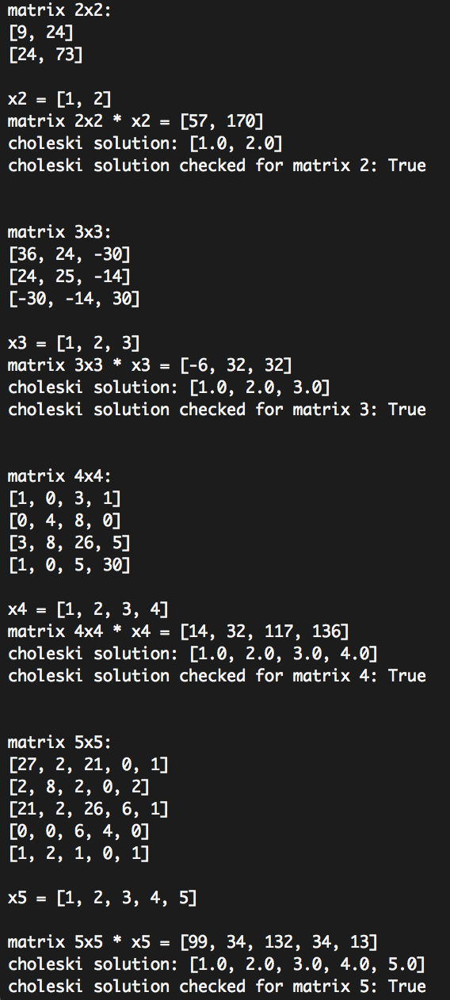 matrix 2x2:
[9, 24]
[24, 73]
x2 = [1, 2]
matrix 2x2 * x2 = [57, 170]
choleski solution: [1.0, 2.0]
choleski solution checked for matrix 2: True
matrix 3x3:
[36, 24, -30]
[24, 25, -14]
[-30, -14, 30]
x3 = [1, 2, 3]
matrix 3x3 * x3 = [-6, 32, 32]
choleski solution: [1.0, 2.0, 3.0]
choleski solution checked for matrix 3: True
matrix 4x4:
[1, 0, 3, 1]
[0, 4, 8, 0]
[3, 8, 26, 5]
[1, 0, 5, 30]
x4 = [1, 2, 3, 4]
matrix 4x4 * x4 = [14, 32, 117, 136]
choleski solution: [1.0, 2.0, 3.0, 4.0]
choleski solution checked for matrix 4: True
matrix 5x5:
[27, 2, 21, 0, 1]
[2, 8, 2, 0, 2]
[21, 2, 26, 6, 1]
[0, 0, 6, 4, 0]
[1, 2, 1, 0, 1]
x5 = [1, 2, 3, 4, 5]
matrix 5x5 * x5 = [99, 34, 132, 34, 13]
choleski solution: [1.0, 2.0, 3.0, 4.0, 5.0]
choleski solution checked for matrix 5: True